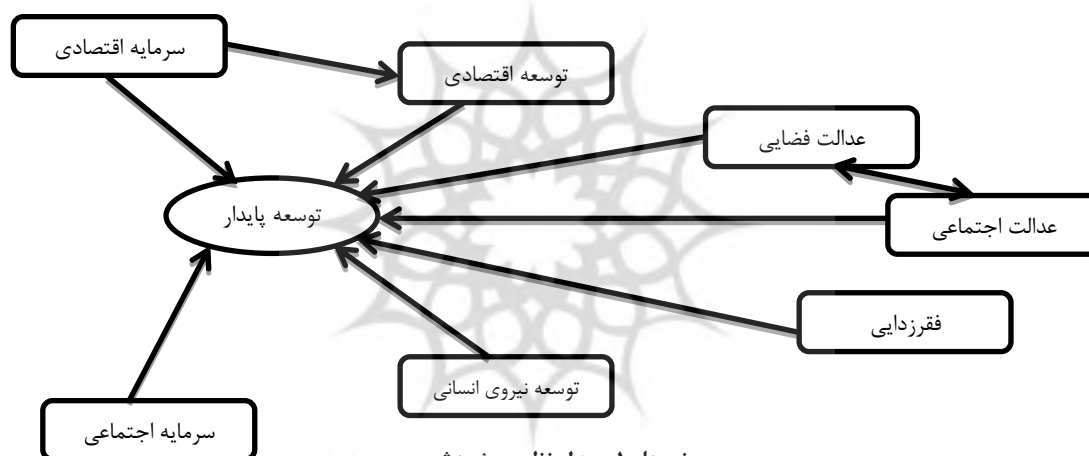 سرمایه اقتصادی
توسعه اقتصادی
عدالت فضایی
توسعه پایدار
عدالت اجتماعی
فقرزدایی
توسعه نیروی انسانی
سرمایه اجتماعی